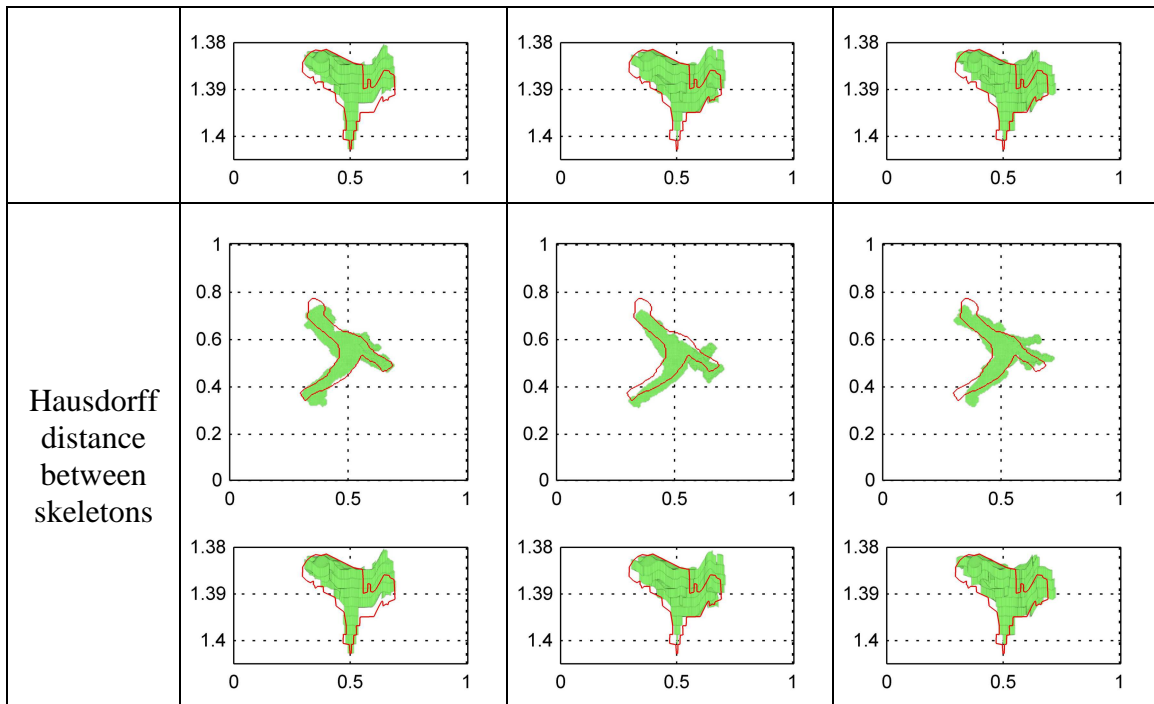 1.38 1.38 1.38
1.39 1.39 1.39
1.4 1.4 1.4
0 0.5 1 0 0.5 1 0 0.5 1
Hausdorff
distance
between
skeletons
1 1 1
0.8 0.8 0.8
0.6 0.6 0.6
0.4 0.4 0.4
0.2 0.2 0.2
0 0 0
0 0.5 1 0 0.5 1 0 0.5 1
1.38 1.38 1.38
1.39 1.39 1.39
1.4 1.4 1.4
0 0.5 1 0 0.5 1 0 0.5 1